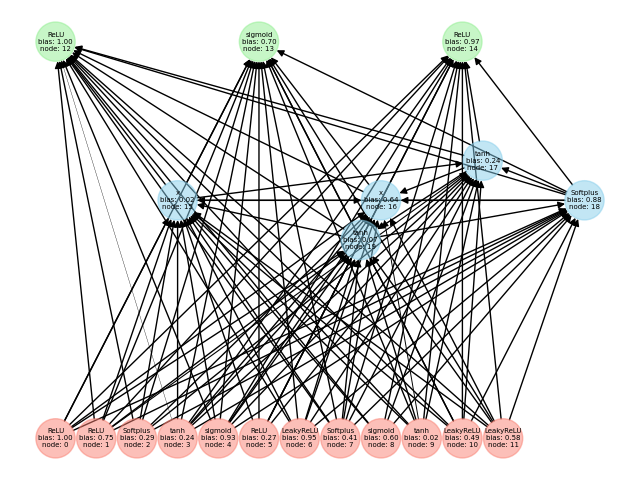 ReLU
bias: 1.00
node: 12
sigmoid
bias: 0.70
node: 13
ReLU
bias: 0.97
node: 14
tanh
bias: 0.24
node: 17
x
bias: 0.02
node: 15
x
bias: 0.64
node: 16
Softplus
bias: 0.88
node: 18
tanh
node: 19
ReLU
bias: 1.00
node: 0
ReLU
bias: 0.75
node: 1
Softplus
bias: 0.29
node: 2
tanh
bias: 0.24
node: 3
sigmoid
bias: 0.93
node: 4
ReLU
bias: 0.27
node: 5
LeakyReLU
bias: 0.95
node: 6
Softplus
bias: 0.41
node: 7
sigmoid
bias: 0.60
node: 8
tanh
bias: 0.02
node: 9
LeakyReLU
bias: 0.49
node: 10
LeakyReLU
bias: 0.58
node: 11